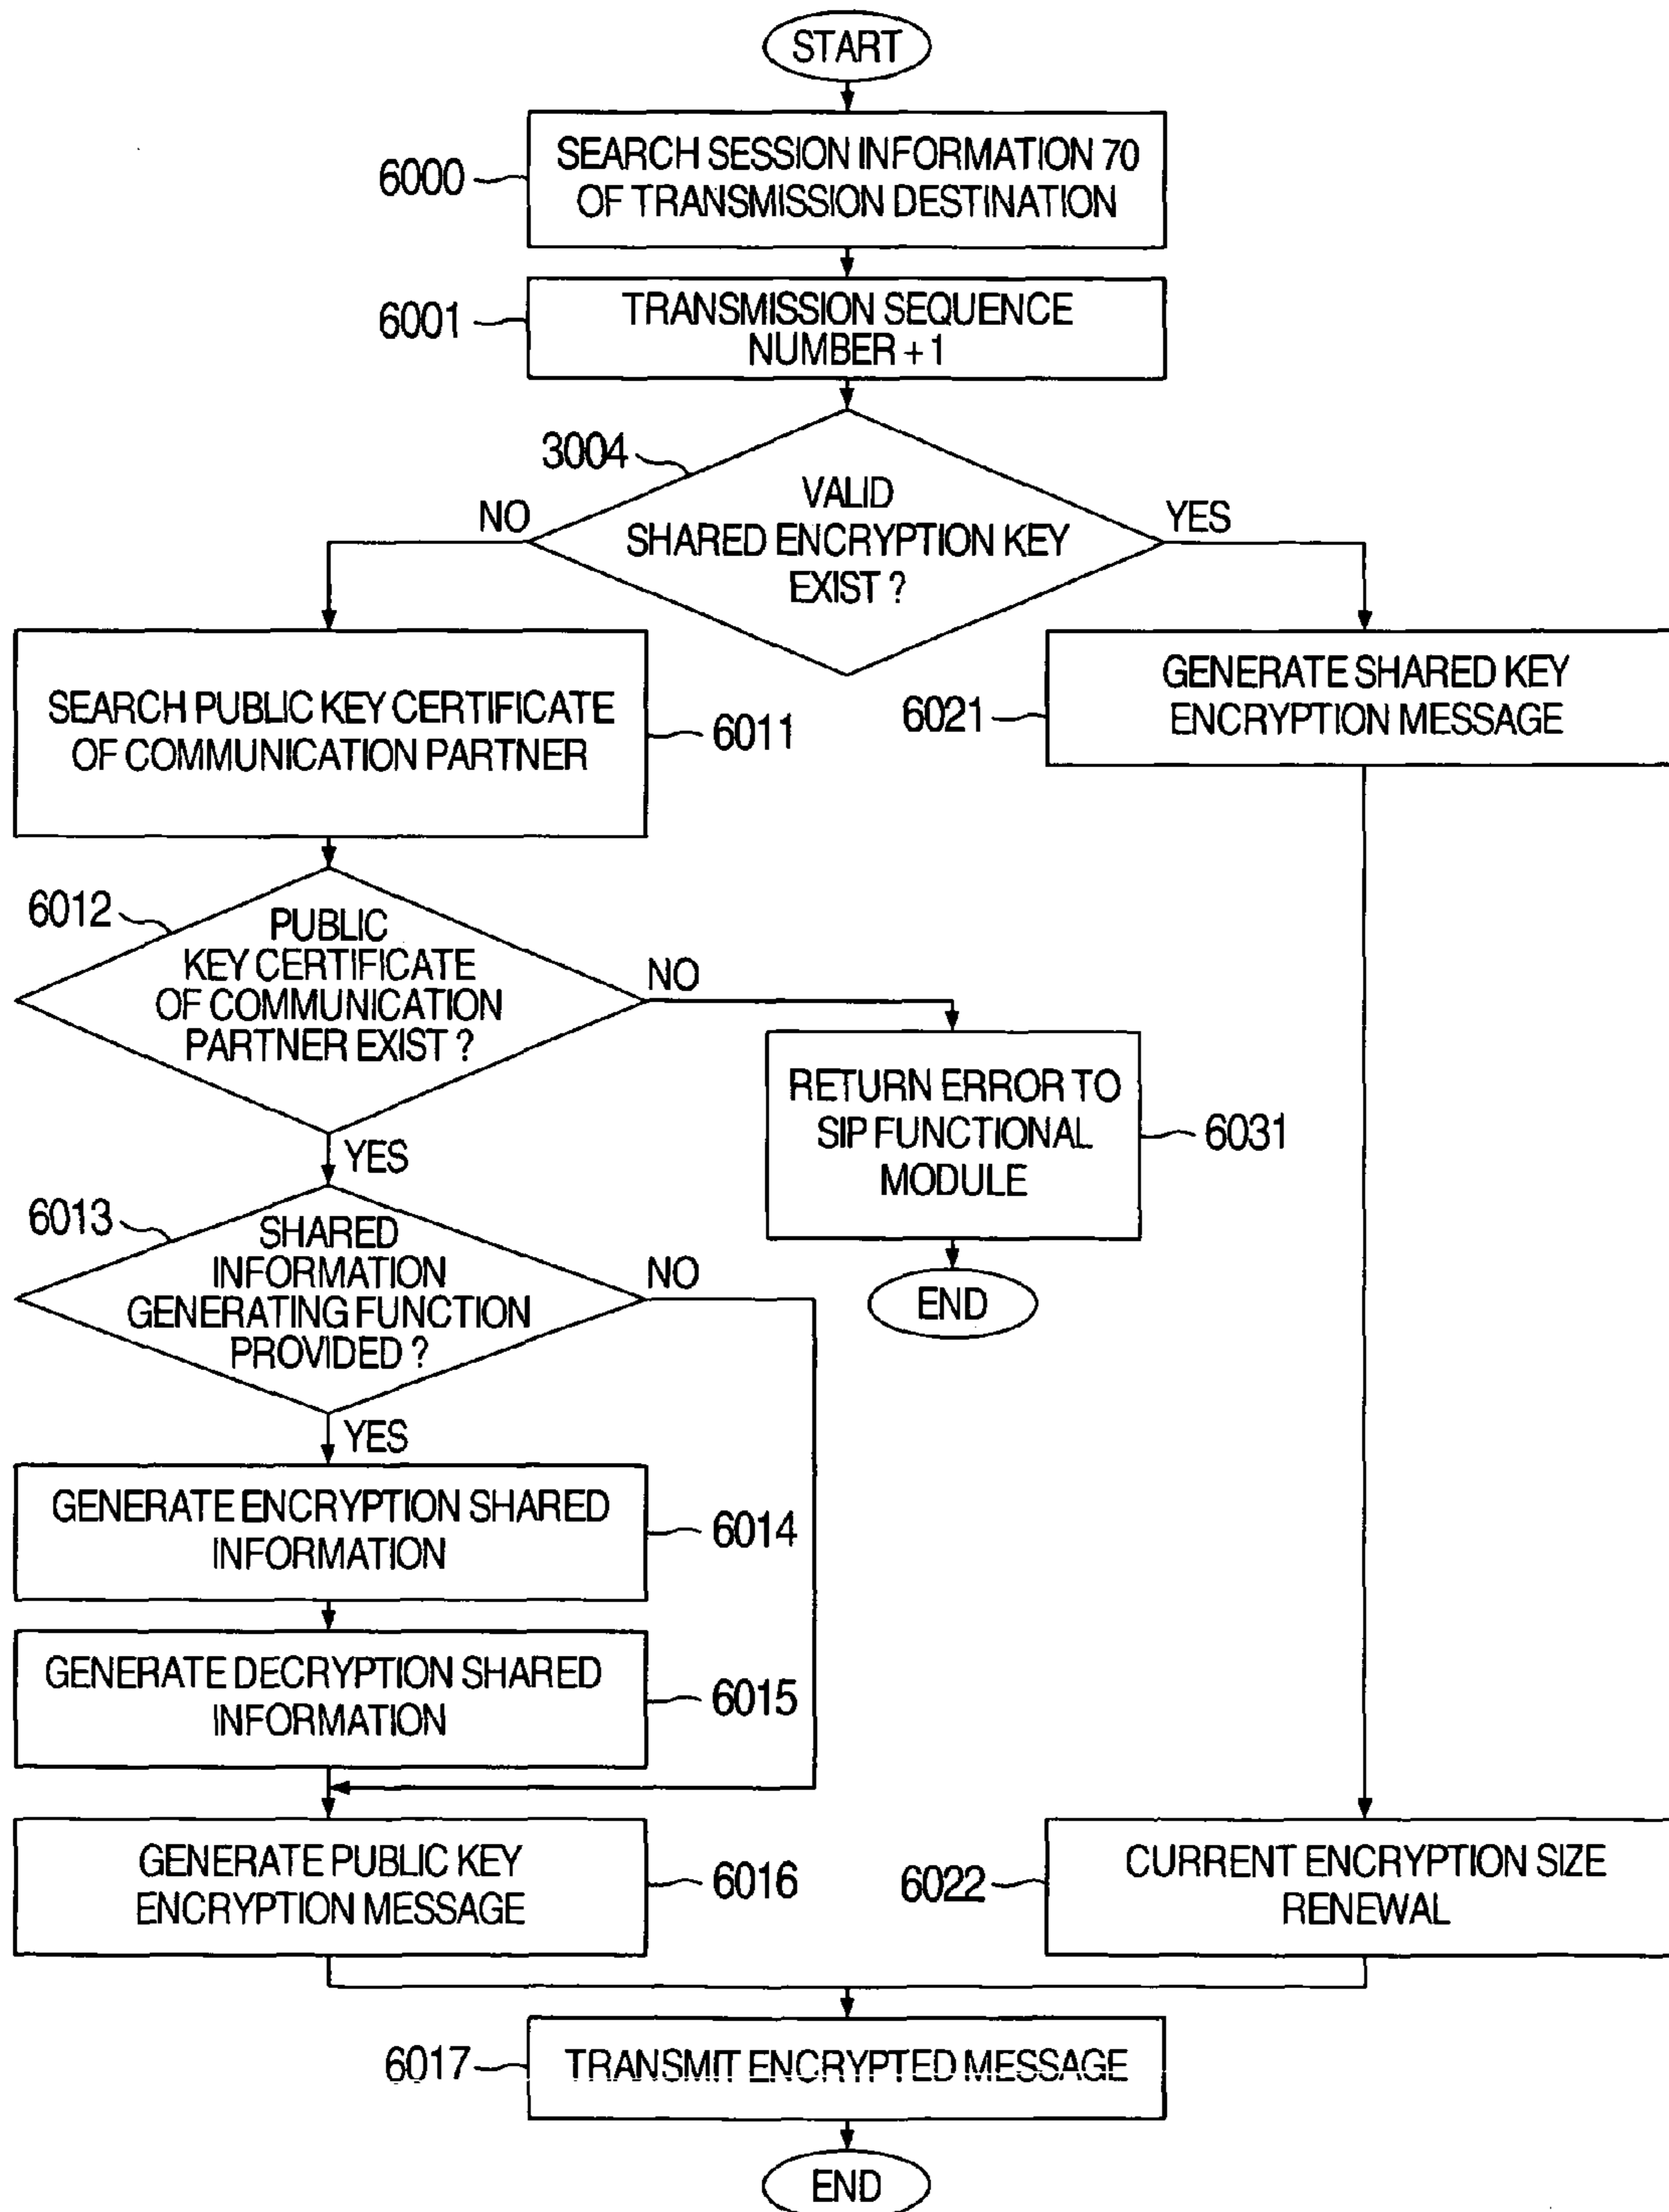 START
6000
SEARCH SESSION INFORMATION 70
OF TRANSMISSION DESTINATION
6001
TRANSMISSION SEQUENCE
NUMBER + 1
3004
VALID
SHARED ENCRYPTION KEY
EXIST ?
NO
YES
SEARCH PUBLIC KEY CERTIFICATE
OF COMMUNICATION PARTNER
6011
6021
GENERATE SHARED KEY
ENCRYPTION MESSAGE
6012
PUBLIC
KEY CERTIFICATE
OF COMMUNICATION
PARTNER EXIST ?
NO
YES
RETURN ERROR TO
SIP FUNCTIONAL
MODULE
6031
END
6013
SHARED
INFORMATION
GENERATING FUNCTION
PROVIDED ?
NO
YES
GENERATE ENCRYPTION SHARED
INFORMATION
6014
GENERATE DECRYPTION SHARED
INFORMATION
6015
GENERATE PUBLIC KEY
ENCRYPTION MESSAGE
6016
6022
CURRENT ENCRYPTION SIZE
RENEWAL
6017
TRANSMIT ENCRYPTED MESSAGE
END